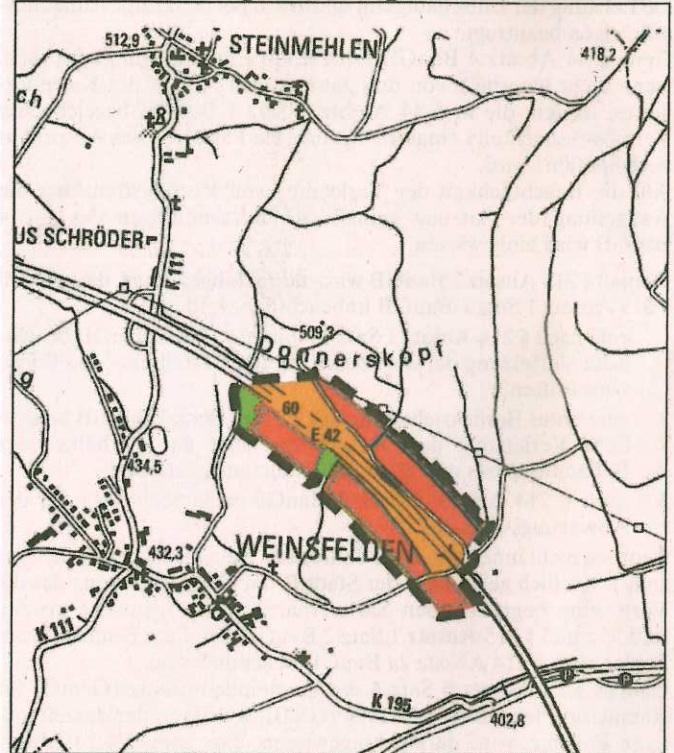 512,9
STEINMEHLEN
418,2
ch
US SCHRÖDER
K 111
509,3
Donnerskopf
g
60
E 42
434,5
WEINSFELDEN
432,3
K 111
K 195
P
P
402,8